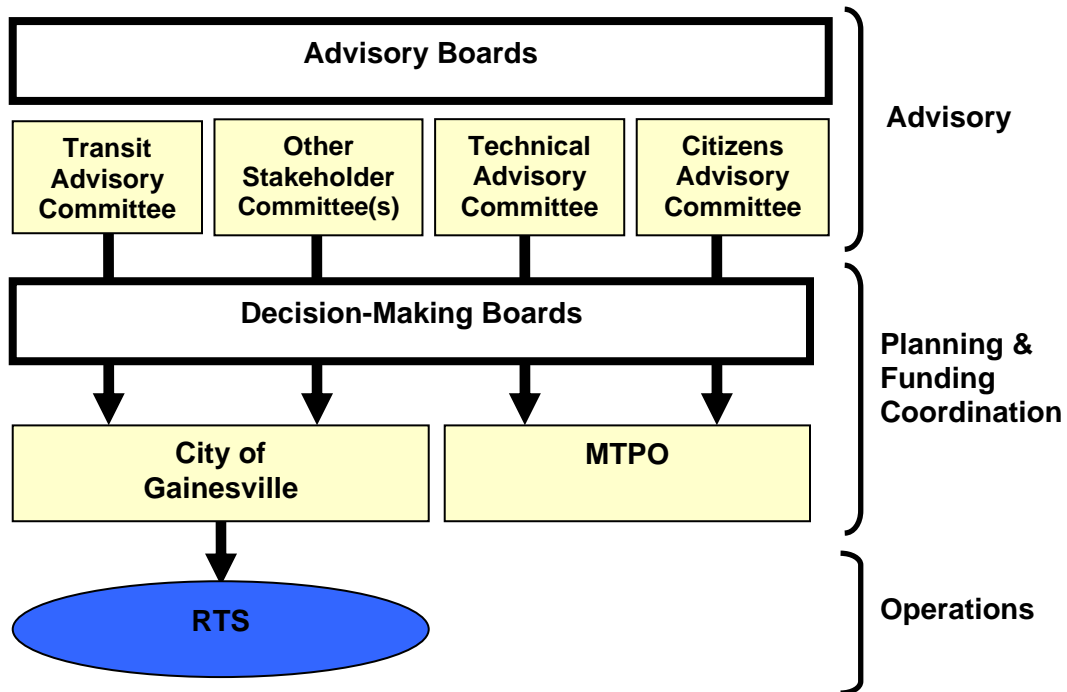 Advisory Boards
Advisory
Transit
Advisory
Committee
Other
Stakeholder
Committee(s)
Technical
Advisory
Committee
Citizens
Advisory
Committee
Decision-Making Boards
Planning &
Funding
Coordination
City of
Gainesville
MTPO
RTS
Operations